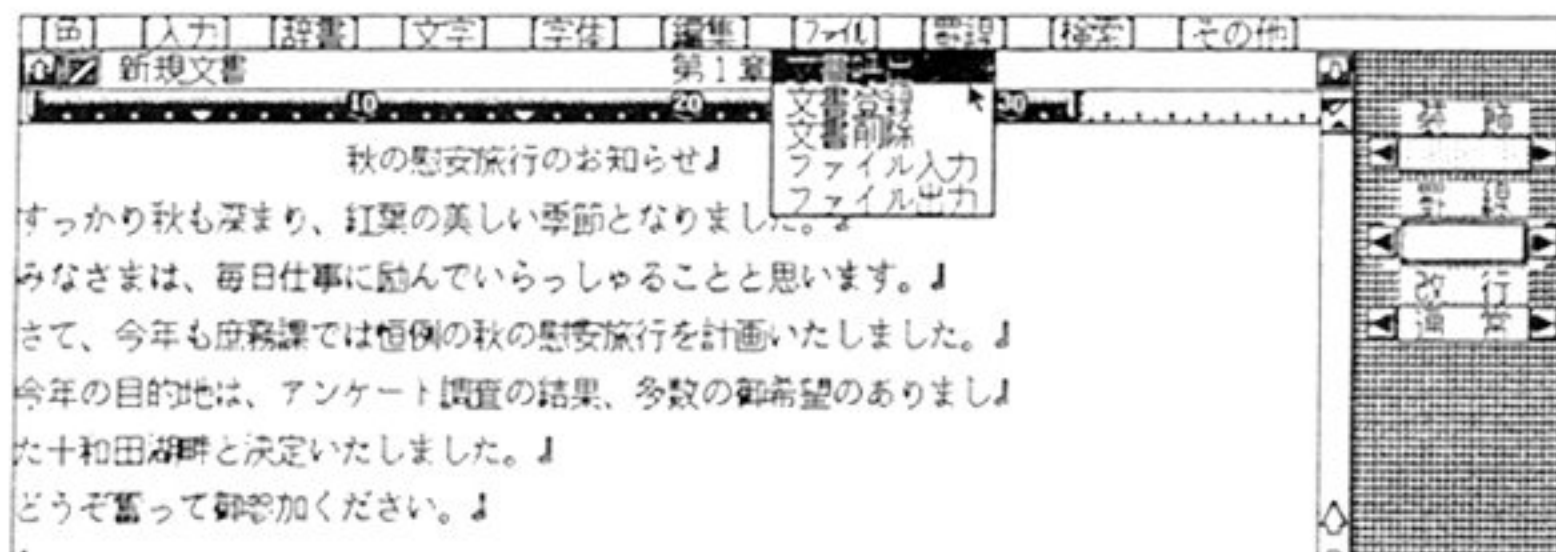 色 入力 辞書 文字 字体 編集 ファイル 罫線 検索 その他
新規文書 第1章
10 20 30
文書登録
文書削除
ファイル入力
ファイル出力
装飾
罫線
改行
通常
秋の慰安旅行のお知らせ
すっかり秋も深まり、紅葉の美しい季節となりました。
みなさまは、毎日仕事に励んでいらっしゃることと思います。
さて、今年も庶務課では恒例の秋の慰安旅行を計画いたしました。
今年の目的地は、アンケート調査の結果、多数の御希望のありまし
た十和田湖畔と決定いたしました。
どうぞ奮って御参加ください。